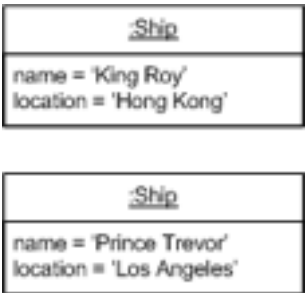 :Ship
name = 'King Roy'
location = 'Hong Kong'
:Ship
name = 'Prince Trevor'
location = 'Los Angeles'